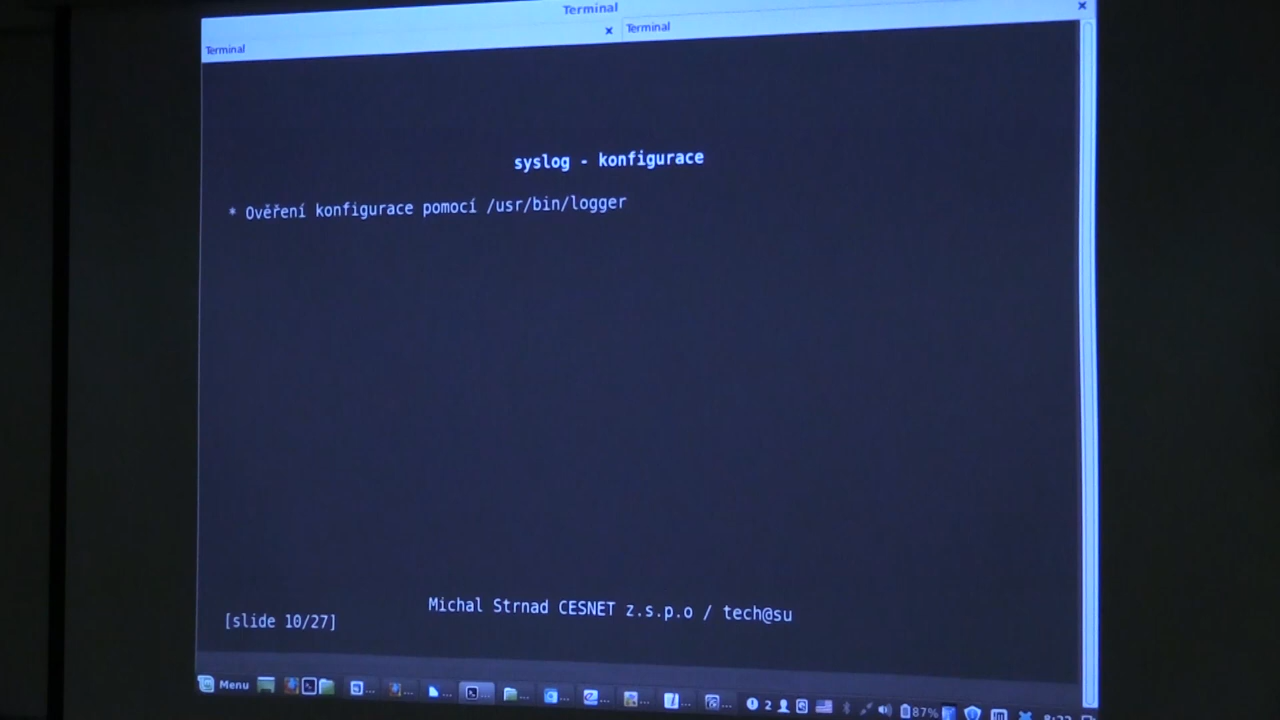 Terminal
Terminal
Terminal
syslog - konfigurace
* Ověření konfigurace pomocí /usr/bin/logger
Michal Strnad CESNET z.s.p.o / tech@su
[slide 10/27]
Menu
2
87%